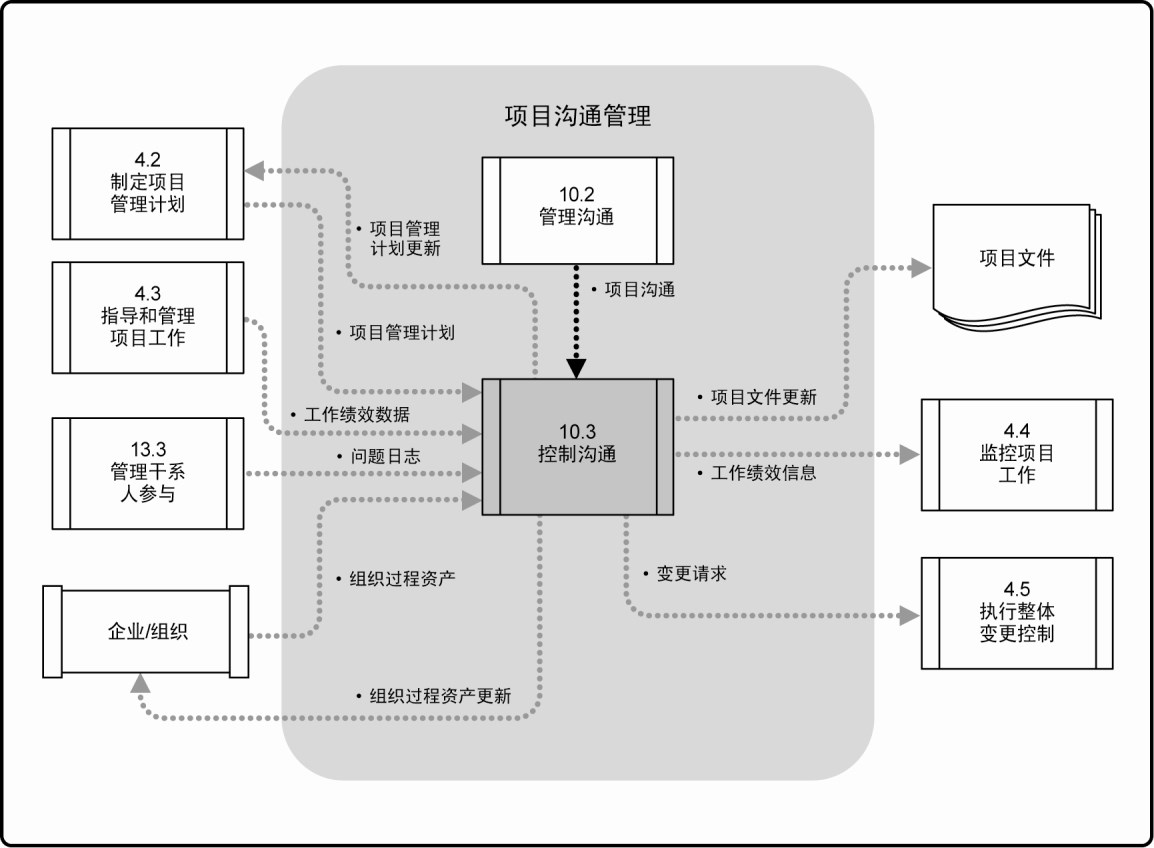 项目沟通管理
4.2
制定项目
管理计划
10.2
管理沟通
• 项目管理
计划更新
• 项目沟通
项目文件
4.3
指导和管理
项目工作
• 项目管理计划
• 工作绩效数据
• 项目文件更新
10.3
控制沟通
13.3
管理干系
人参与
• 问题日志
• 工作绩效信息
4.4
监控项目
工作
• 组织过程资产
• 变更请求
4.5
执行整体
变更控制
企业/组织
• 组织过程资产更新